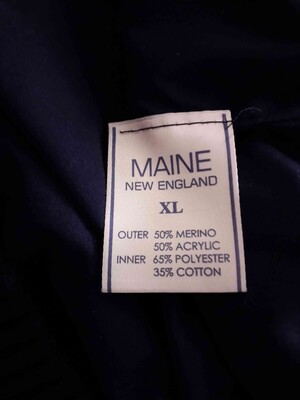 MAINE
NEW ENGLAND
XL
OUTER 50% MERINO
50% ACRYLIC
INNER 65% POLYESTER
35% COTTON